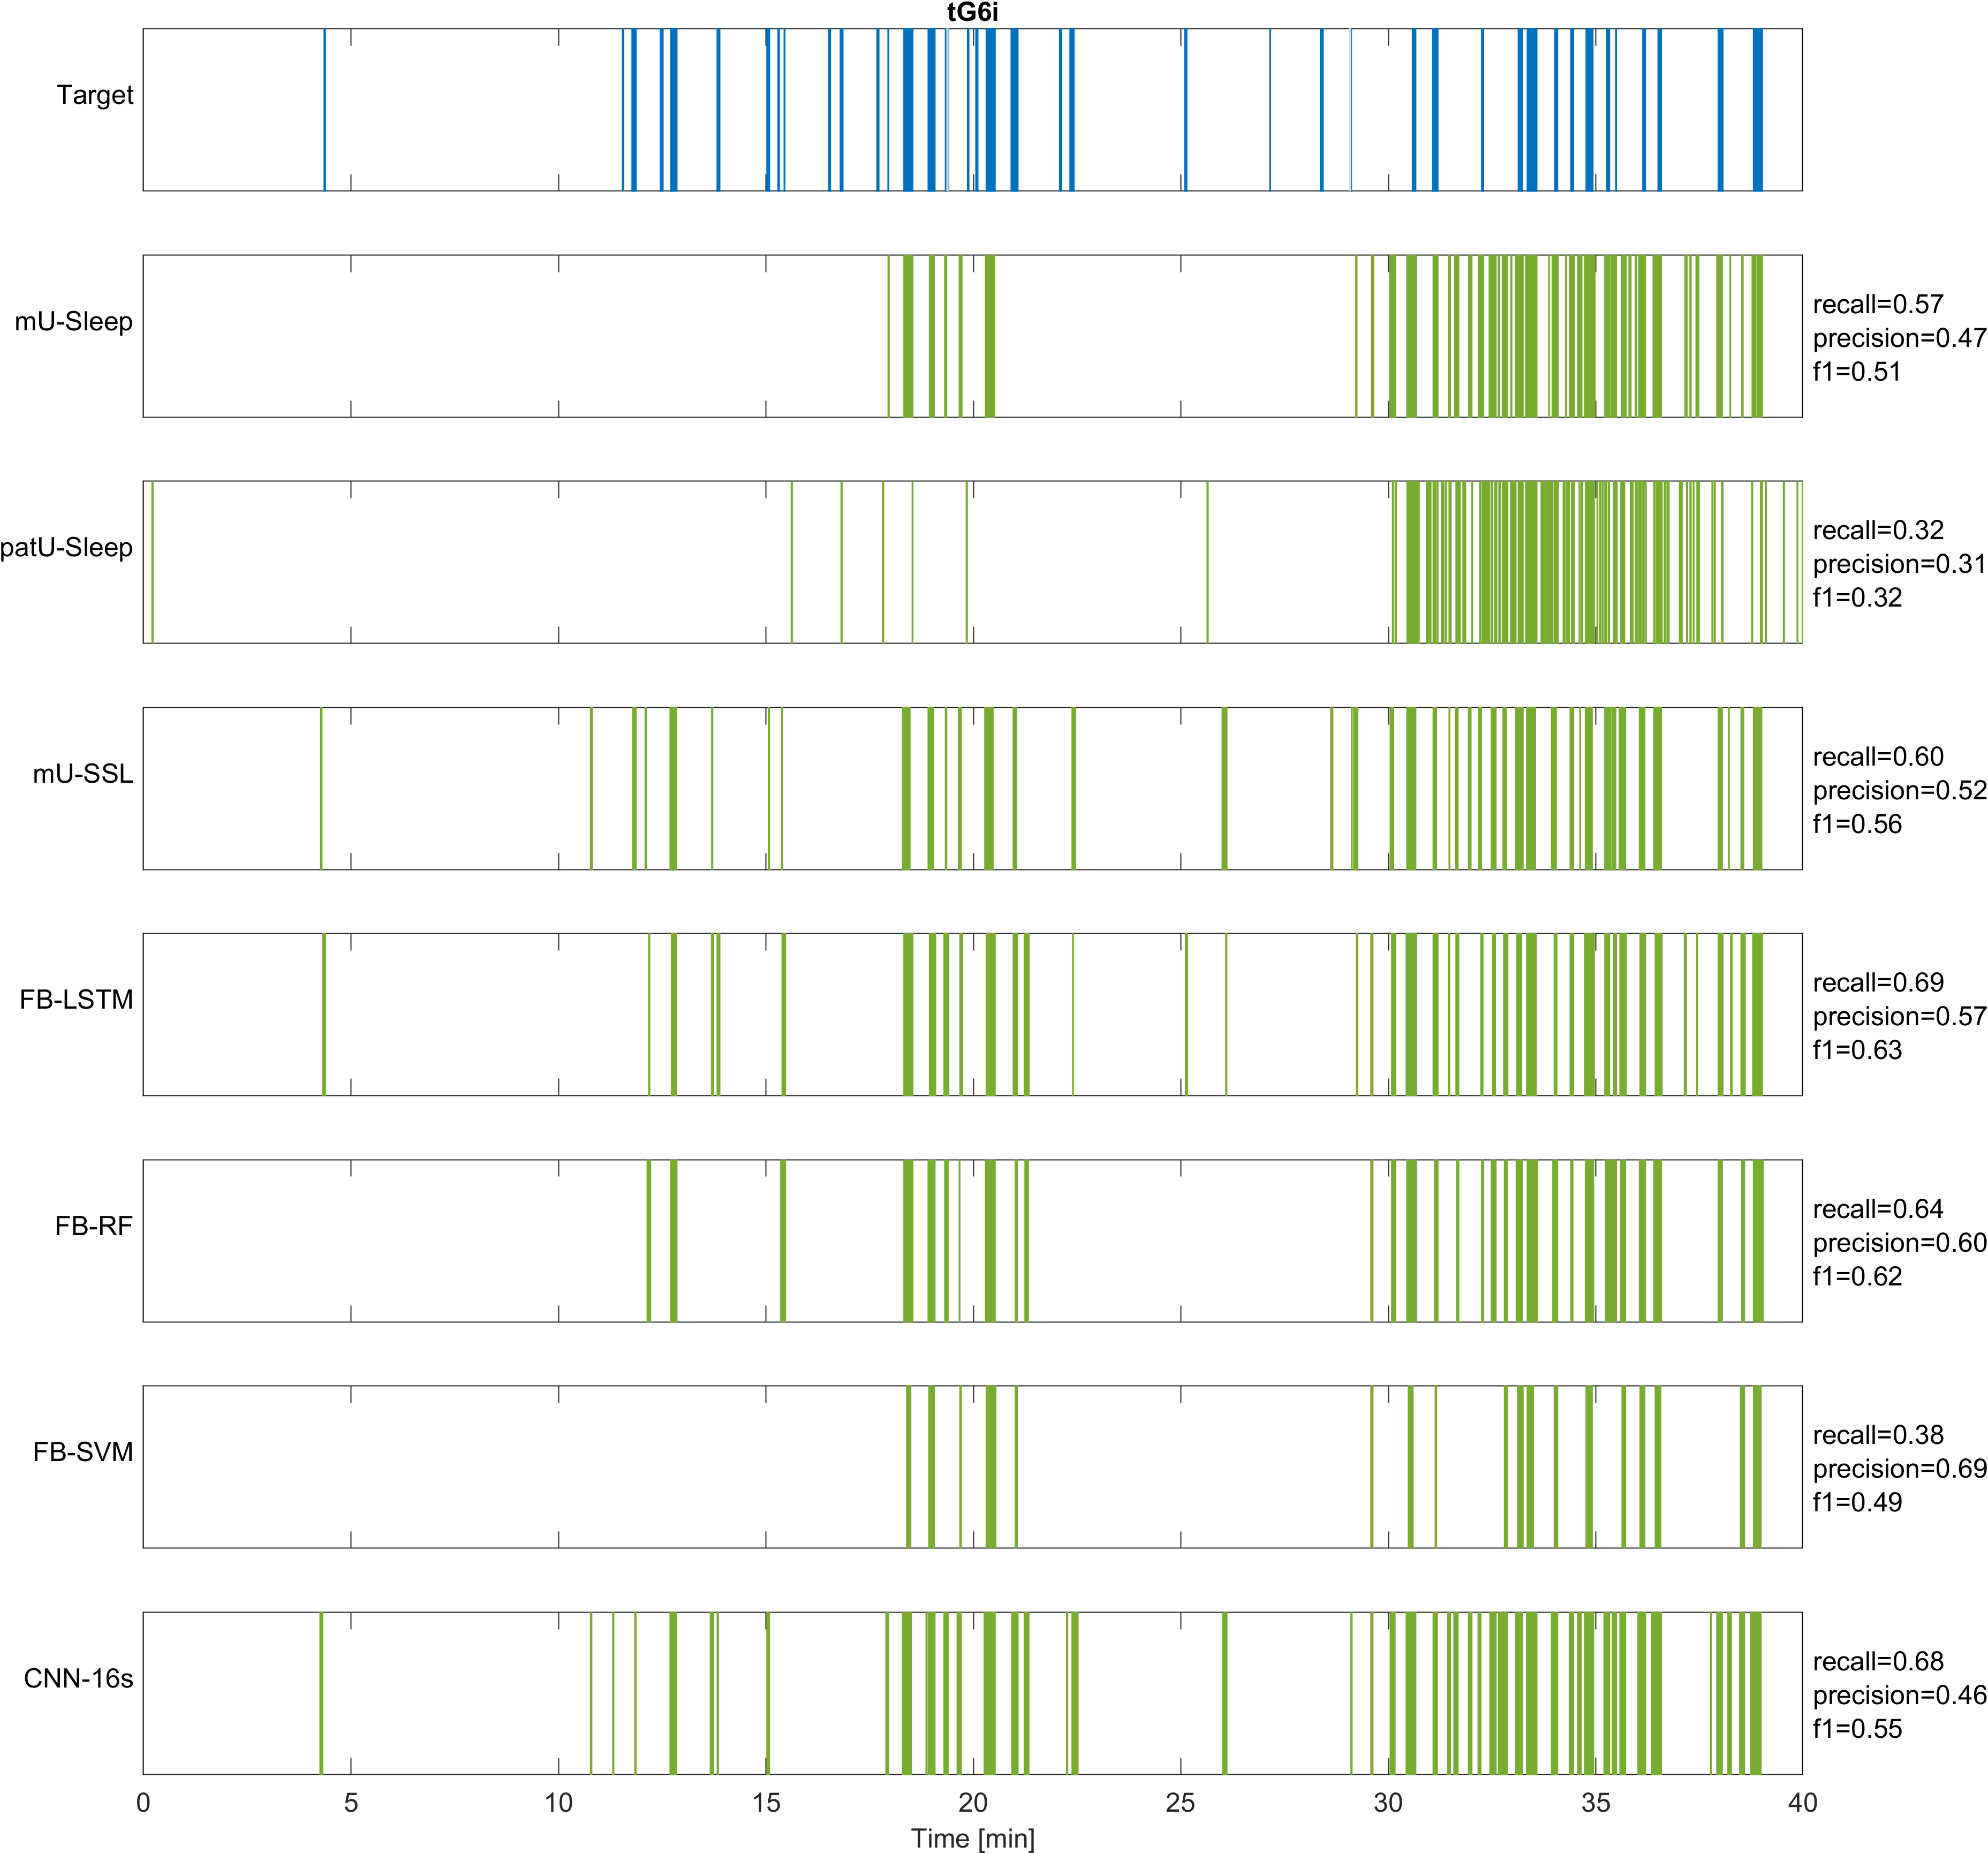 tG6i
Target
mU-Sleep
recall=0.57
precision=0.47
f1=0.51
patU-Sleep
recall=0.32
precision=0.31
f1=0.32
mU-SSL
recall=0.60
precision=0.52
f1=0.56
FB-LSTM
recall=0.69
precision=0.57
f1=0.63
FB-RF
recall=0.64
precision=0.60
f1=0.62
FB-SVM
recall=0.38
precision=0.69
f1=0.49
CNN-16s
recall=0.68
precision=0.46
f1=0.55
0 5 10 15 20 25 30 35 40
Time [min]